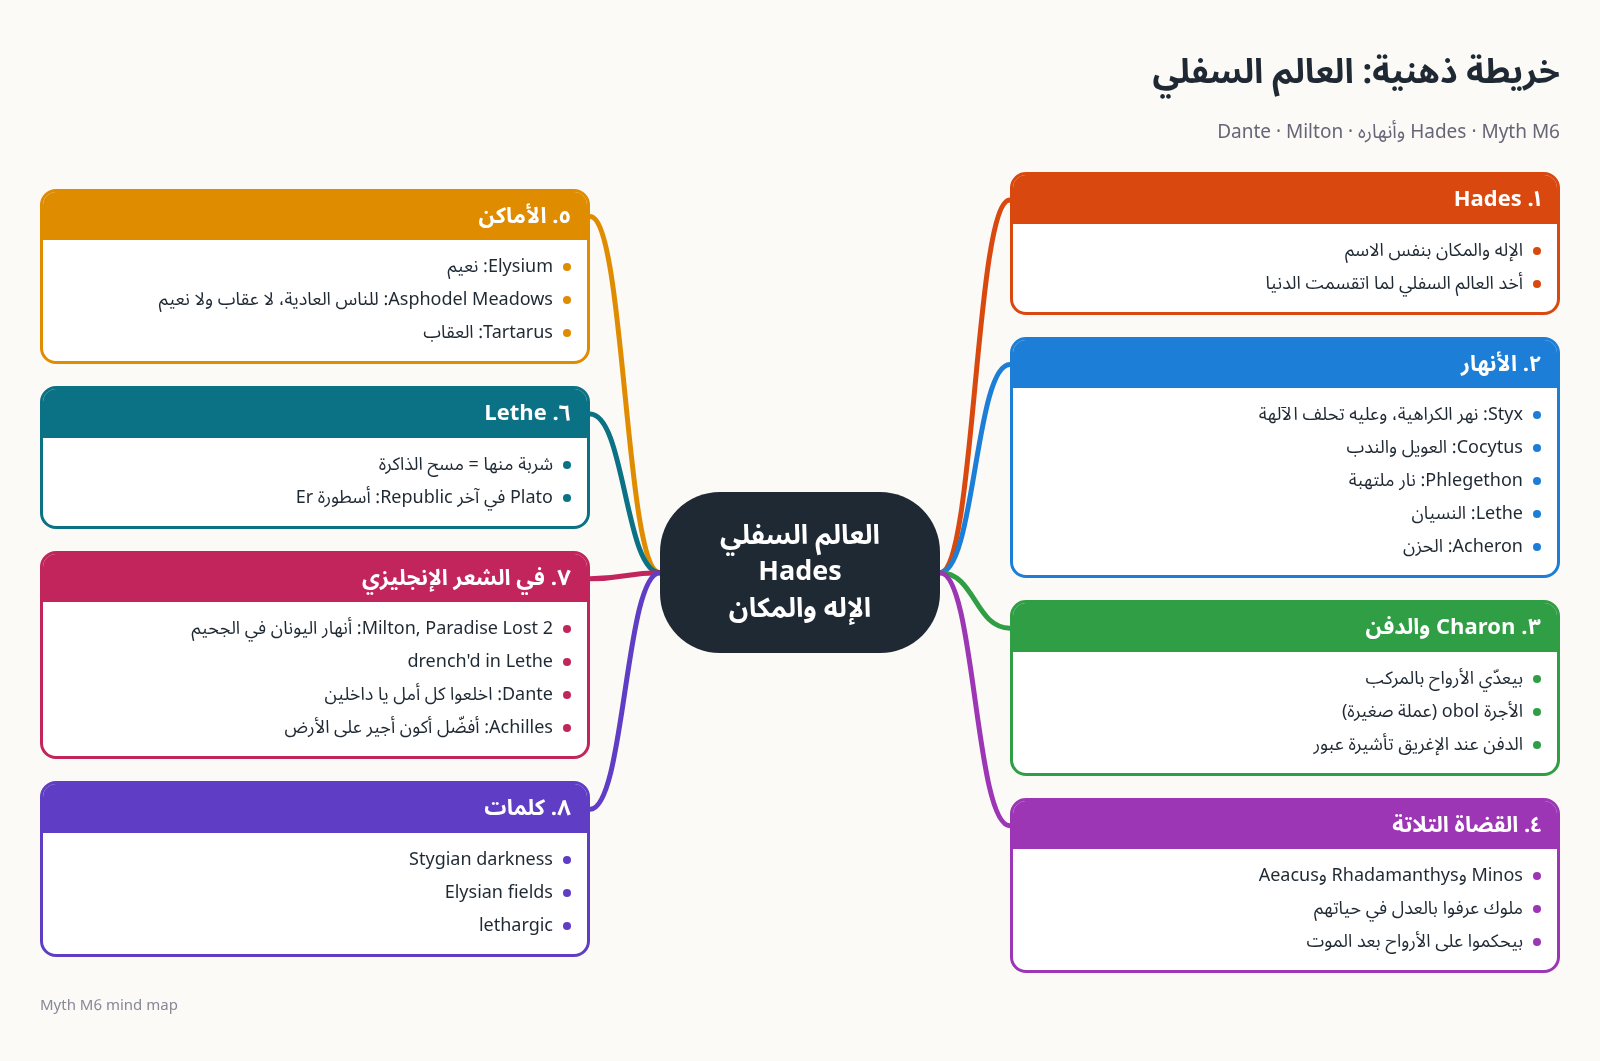 خريطة ذهنية: العالم السفلي
Myth M6 · Hades وأنهاره · Dante · Milton
١. Hades
الإله والمكان بنفس الاسم
أخد العالم السفلي لما اتقسمت الدنيا
٢. الأنهار
Styx: نهر الكراهية، وعليه تحلف الآلهة
Cocytus: العويل والندب
Phlegethon: نار ملتهبة
Lethe: النسيان
Acheron: الحزن
٣. Charon والدفن
بيعدّي الأرواح بالمركب
الأجرة obol (عملة صغيرة)
الدفن عند الإغريق تأشيرة عبور
٤. القضاة التلاتة
Minos وRhadamanthys وAeacus
ملوك عرفوا بالعدل في حياتهم
بيحكموا على الأرواح بعد الموت
العالم السفلي
Hades
الإله والمكان
٥. الأماكن
Elysium: نعيم
Asphodel Meadows: للناس العادية، لا عقاب ولا نعيم
Tartarus: العقاب
٦. Lethe
شربة منها = مسح الذاكرة
Plato في آخر Republic: أسطورة Er
٧. في الشعر الإنجليزي
Milton, Paradise Lost 2: أنهار اليونان في الجحيم
drench'd in Lethe
Dante: اخلعوا كل أمل يا داخلين
Achilles: أفضّل أكون أجير على الأرض
٨. كلمات
Stygian darkness
Elysian fields
lethargic
Myth M6 mind map